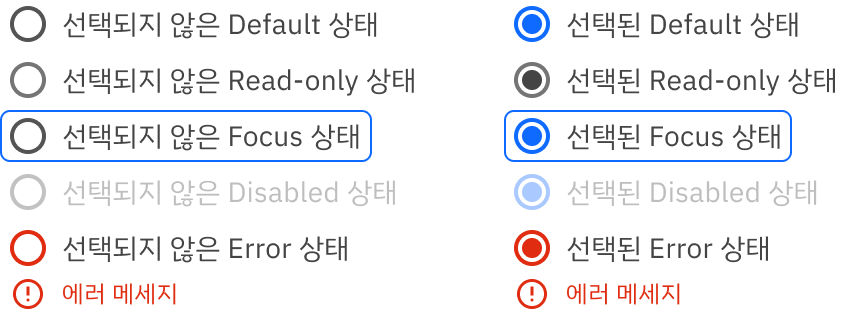 선택되지 않은 Default 상태
선택된 Default 상태
선택되지 않은 Read-only 상태
선택된 Read-only 상태
선택되지 않은 Focus 상태
선택된 Focus 상태
선택되지 않은 Disabled 상태
선택된 Disabled 상태
선택되지 않은 Error 상태
선택된 Error 상태
에러 메세지
에러 메세지